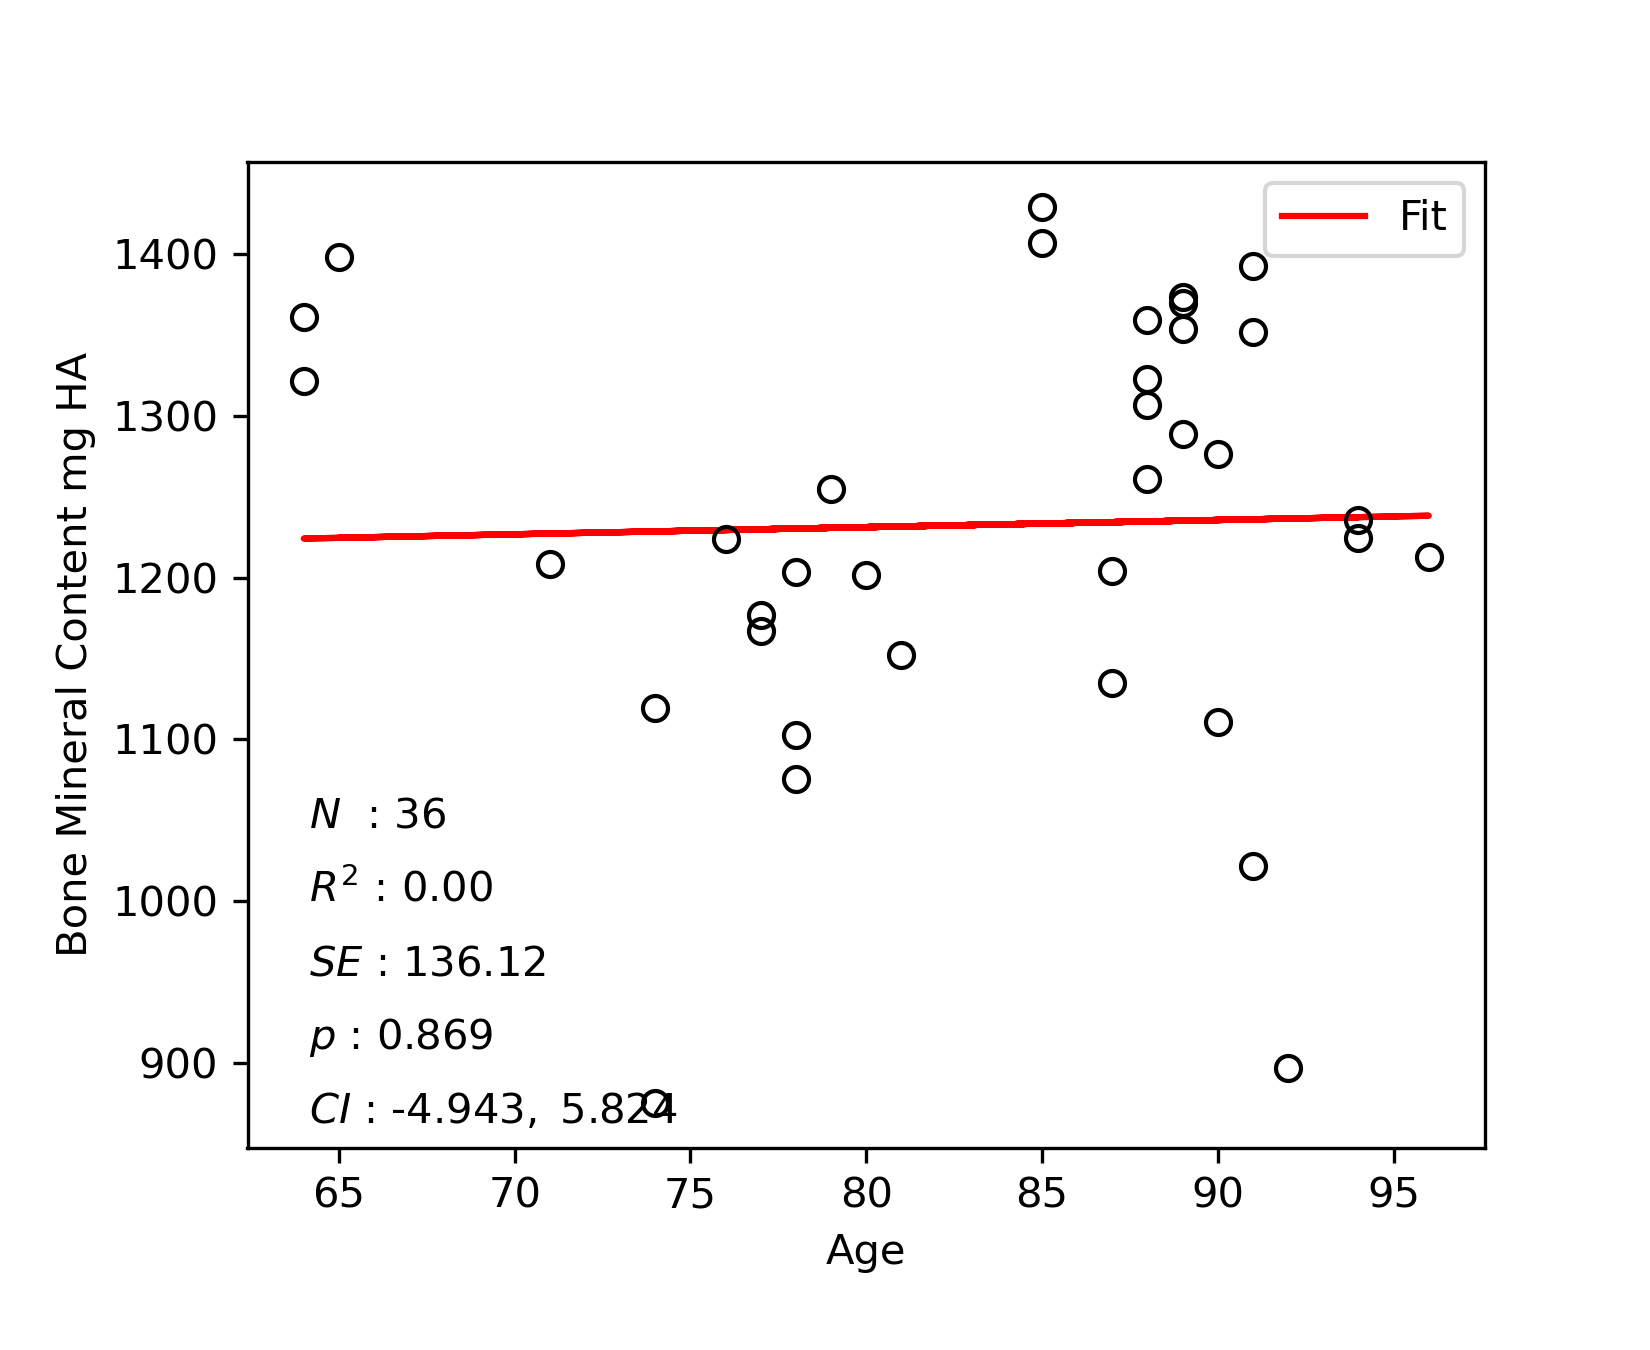 Fit
Bone Mineral Content mg HA
1400
1300
1200
1100
1000
900
N : 36
R² : 0.00
SE : 136.12
p : 0.869
CI : -4.943, 5.824
65 70 75 80 85 90 95
Age